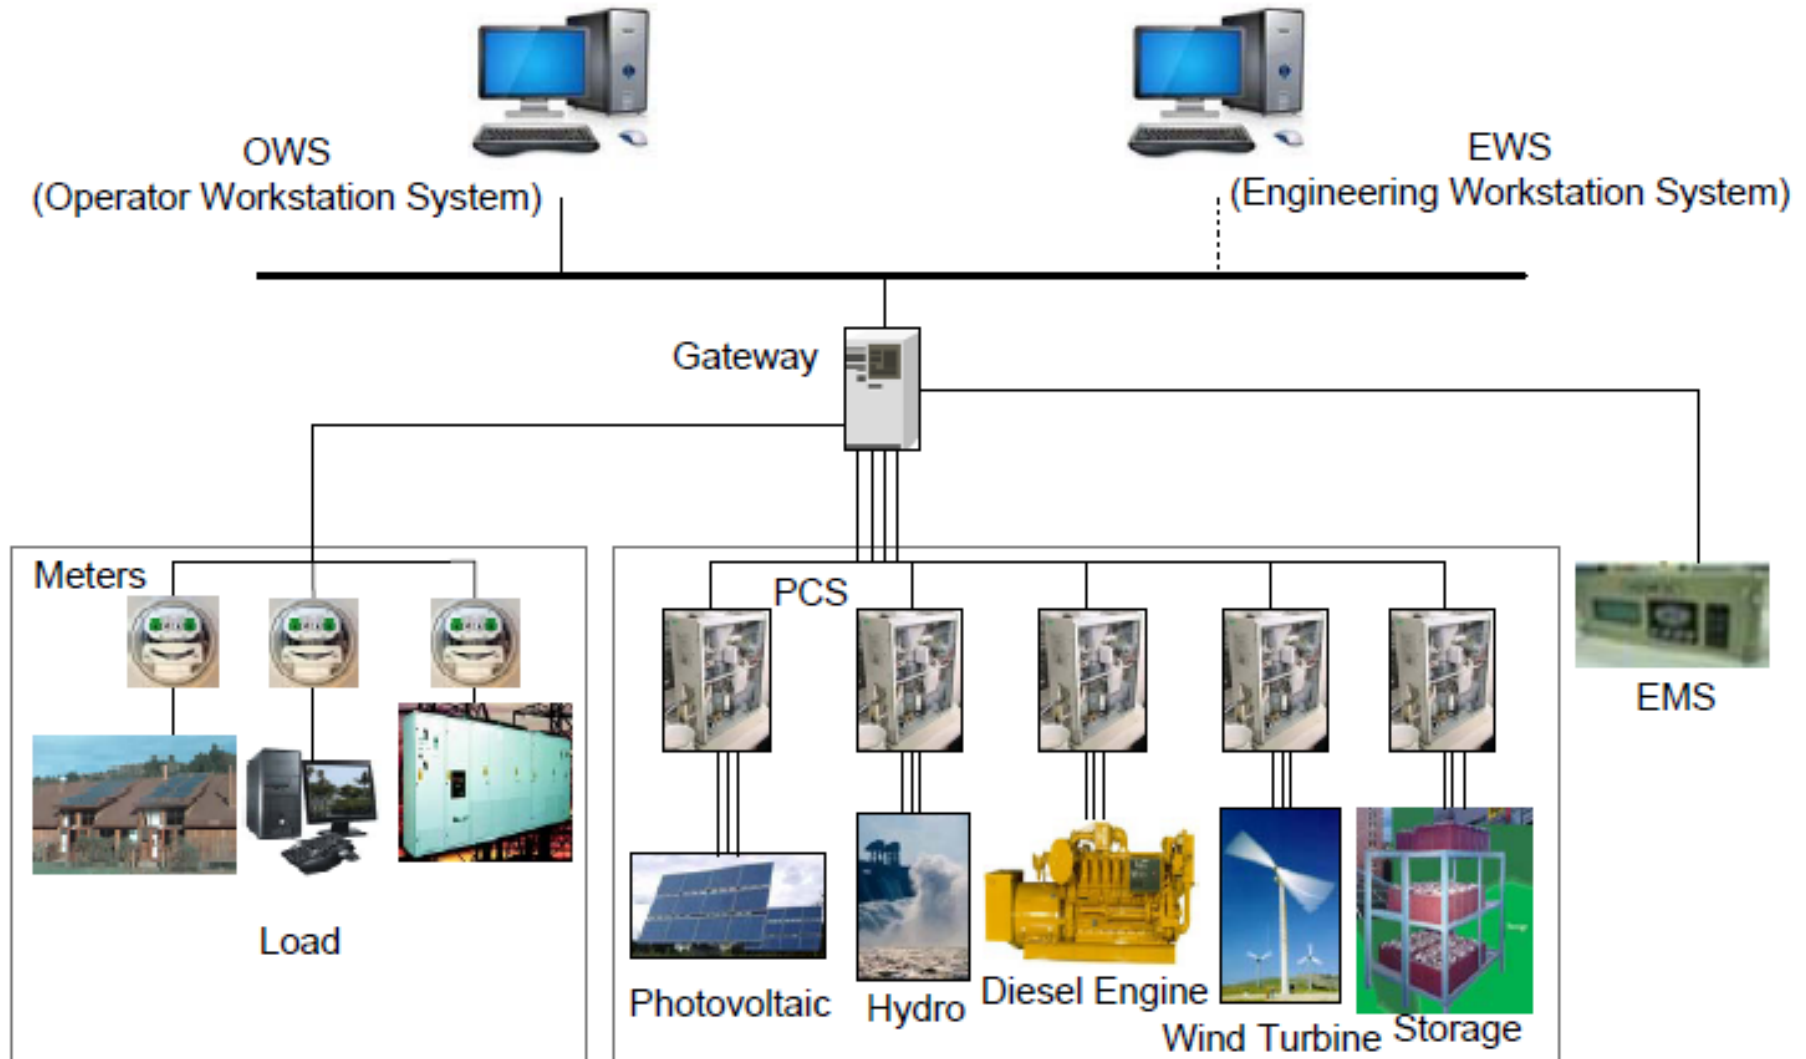 OWS
(Operator Workstation System)
EWS
(Engineering Workstation System)
Gateway
Meters
PCS
EMS
Load
Photovoltaic
Hydro
Diesel Engine
Wind Turbine
Storage